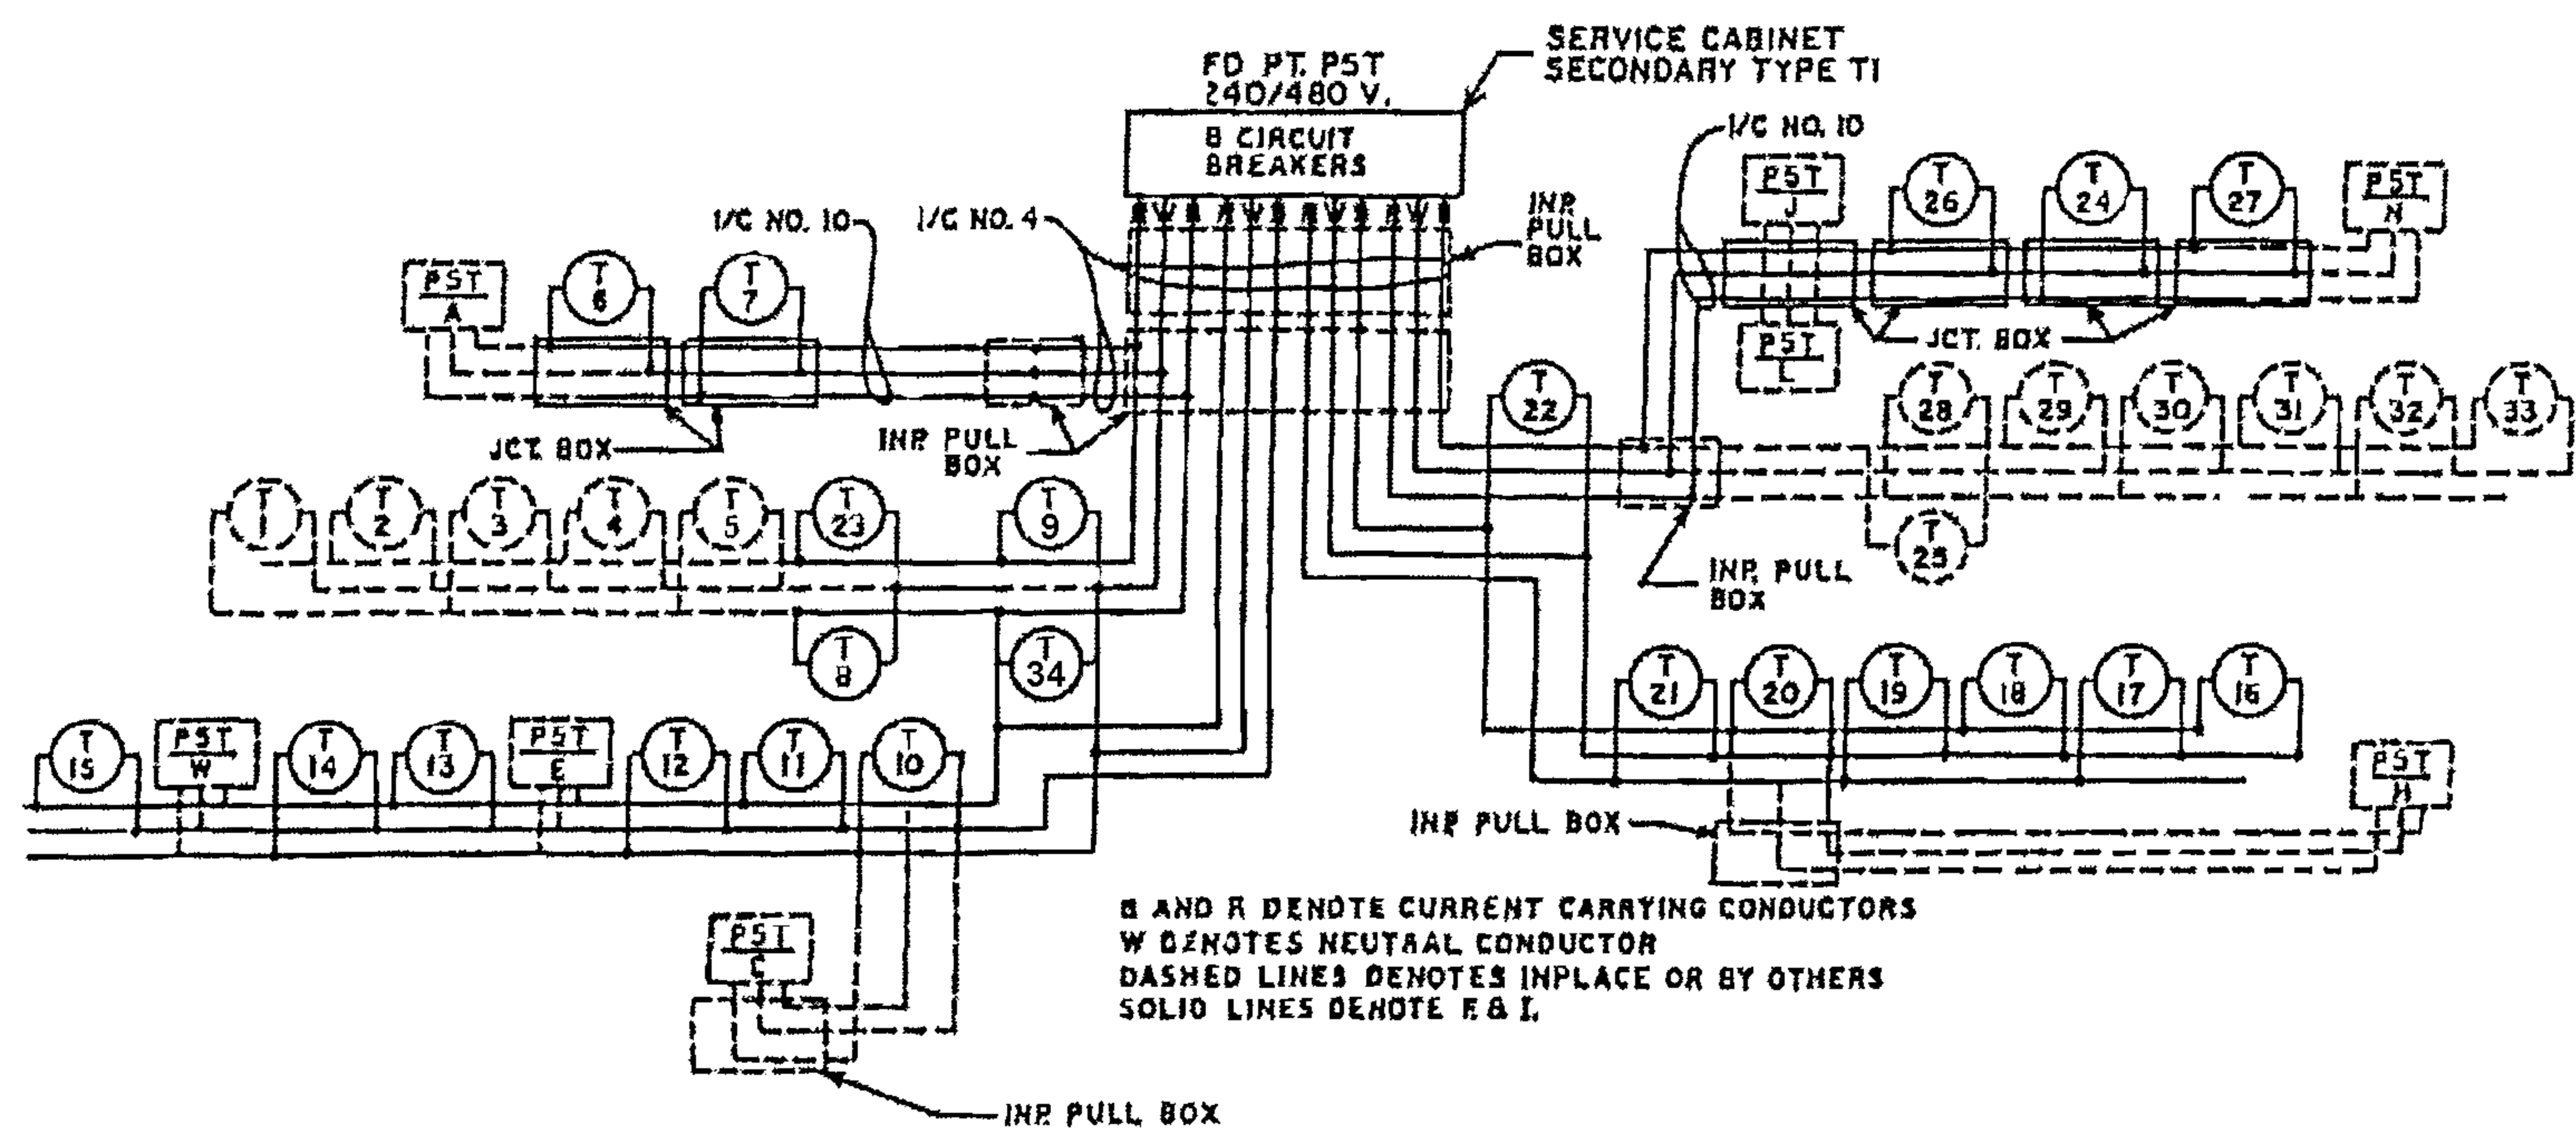 FD PT. PST
240/480 V.
SERVICE CABINET
SECONDARY TYPE T1
8 CIRCUIT
BREAKERS
1/C NO. 10
1/C NO. 4
INP.
PULL
BOX
1/C NO. 10
PST
J
T
26
T
24
T
27
PST
N
PST
A
T
6
T
7
JCT. BOX
PST
L
JCT. BOX
INP. PULL
BOX
T
22
T
28
T
29
T
30
T
31
T
32
T
33
T
1
T
2
T
3
T
4
T
5
T
23
T
9
T
25
INP. PULL
BOX
T
8
T
34
T
21
T
20
T
19
T
18
T
17
T
16
T
15
PST
W
T
14
T
13
PST
E
T
12
T
11
T
10
PST
H
INP. PULL BOX
PST
B AND R DENOTE CURRENT CARRYING CONDUCTORS
W DENOTES NEUTRAL CONDUCTOR
DASHED LINES DENOTES INPLACE OR BY OTHERS
SOLID LINES DENOTE F. & I.
INP. PULL BOX